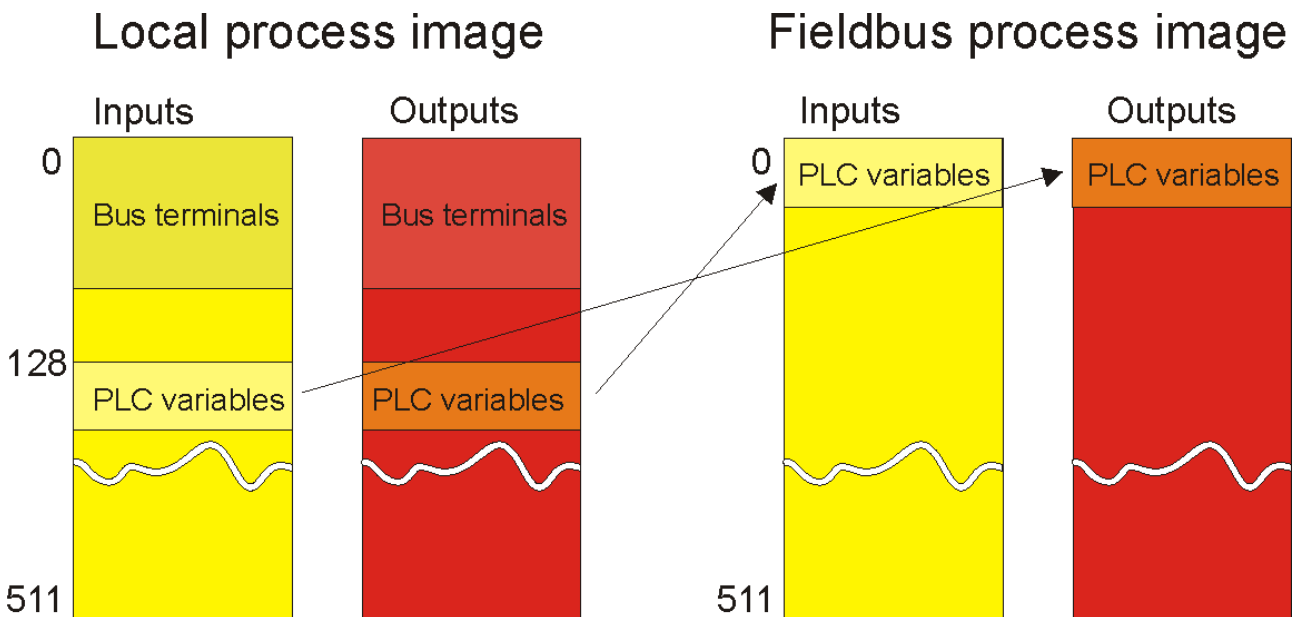 Local process image
Fieldbus process image
Inputs
Outputs
Inputs
Outputs
0
Bus terminals
Bus terminals
0
PLC variables
PLC variables
128
PLC variables
PLC variables
511
511